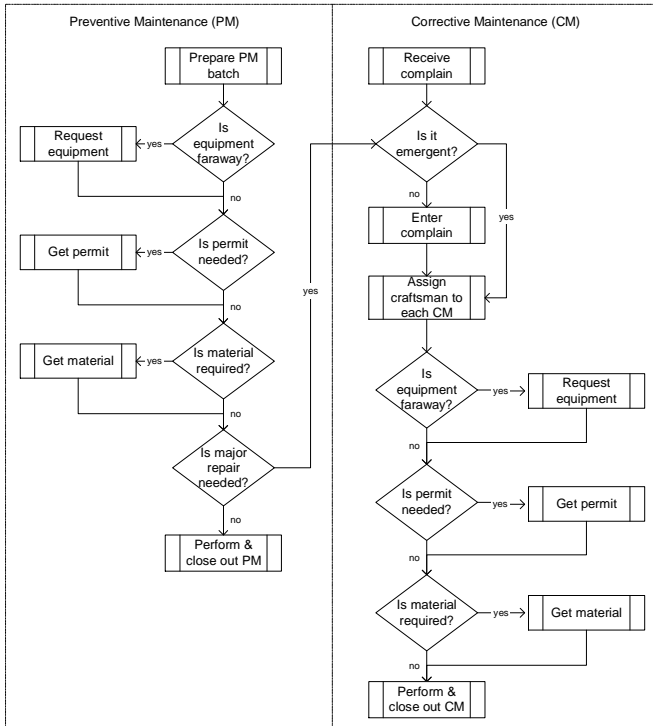 Preventive Maintenance (PM)
Prepare PM
batch
Is
equipment
faraway?
yes
Request
equipment
no
Is permit
needed?
yes
Get permit
no
Is material
required?
yes
Get material
no
Is major
repair
needed?
yes
no
Perform &
close out PM
Corrective Maintenance (CM)
Receive
complain
Is it
emergent?
no
yes
Enter
complain
Assign
craftsman to
each CM
Is
equipment
faraway?
yes
Request
equipment
no
Is permit
needed?
yes
Get permit
no
Is material
required?
yes
Get material
no
Perform &
close out CM